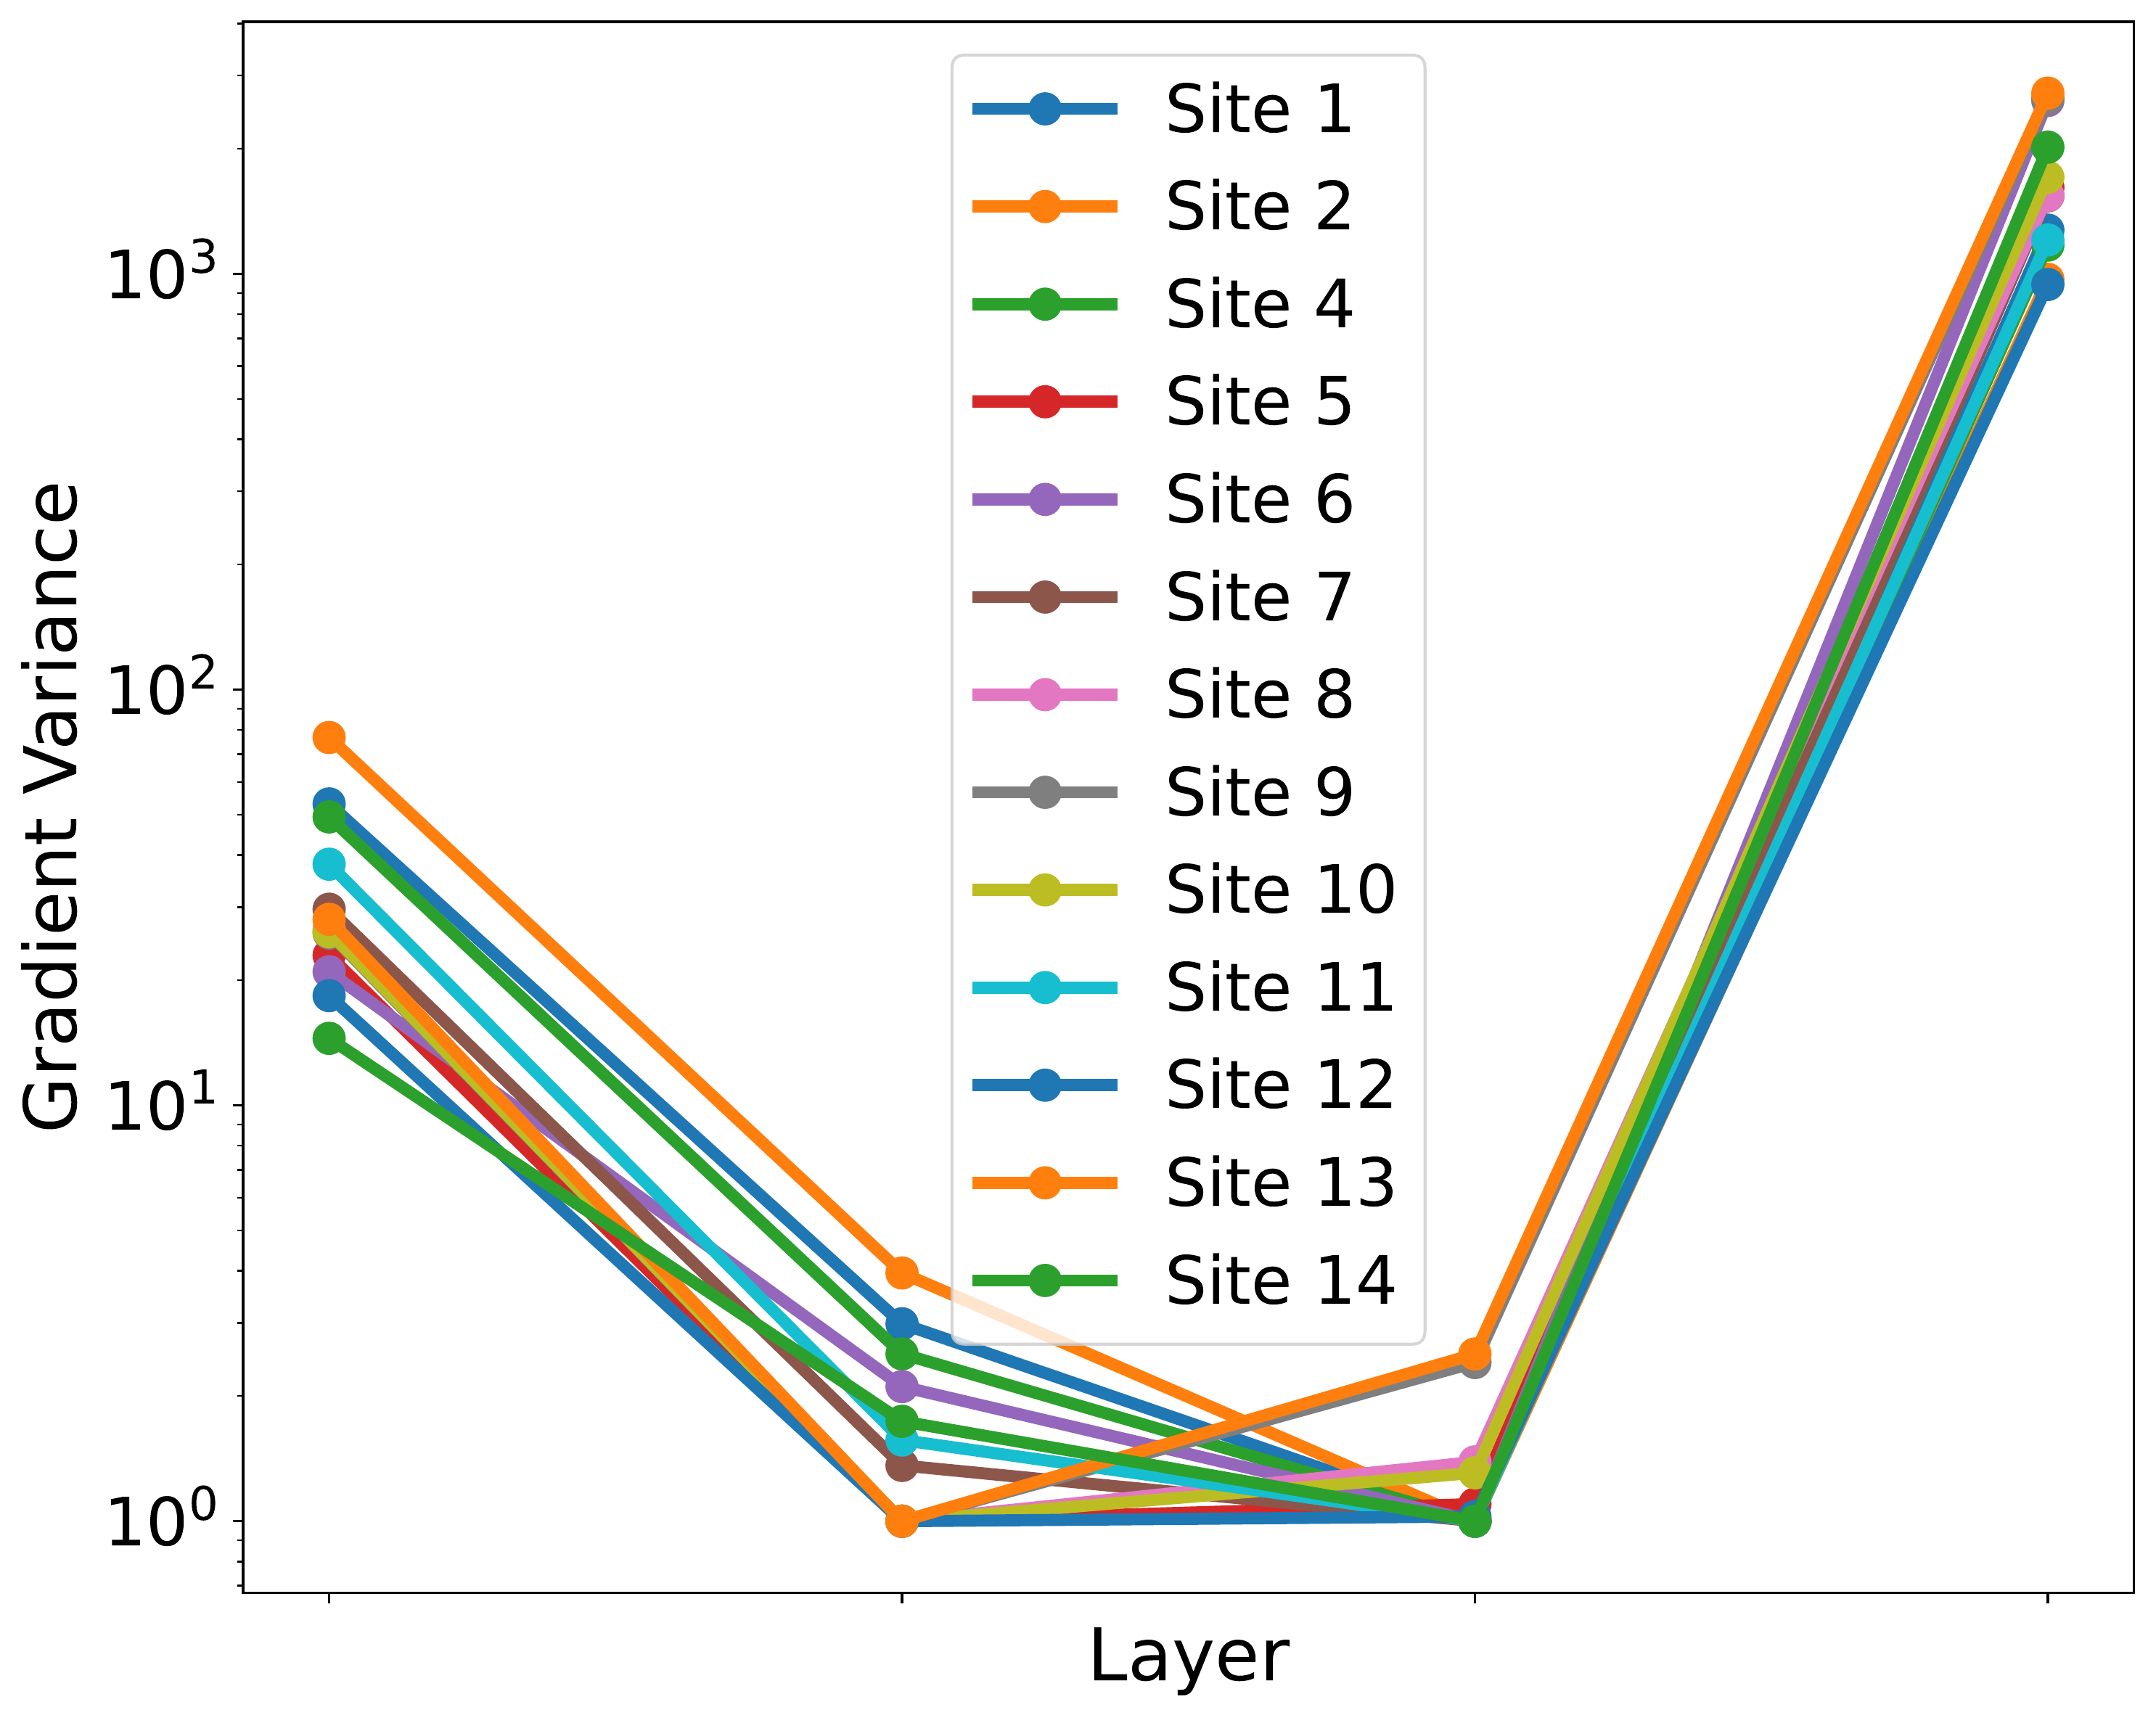 Gradient Variance
10³
10²
10¹
10⁰
Site 1
Site 2
Site 4
Site 5
Site 6
Site 7
Site 8
Site 9
Site 10
Site 11
Site 12
Site 13
Site 14
Layer